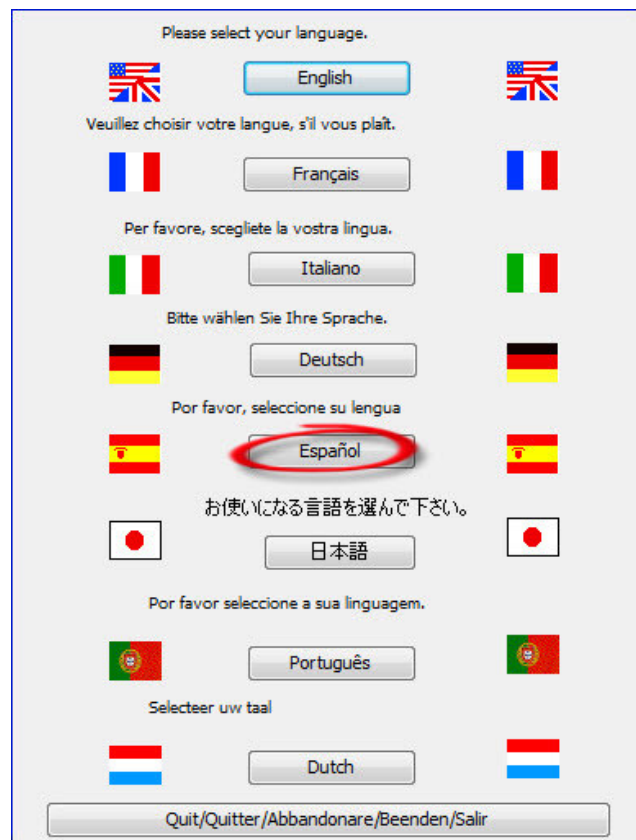 Please select your language.
English
Veuillez choisir votre langue, s'il vous plaît.
Français
Per favore, scegliete la vostra lingua.
Italiano
Bitte wählen Sie Ihre Sprache.
Deutsch
Por favor, seleccione su lengua
Español
お使いになる言語を選んで下さい。
日本語
Por favor seleccione a sua linguagem.
Português
Selecteer uw taal
Dutch
Quit/Quitter/Abbandonare/Beenden/Salir